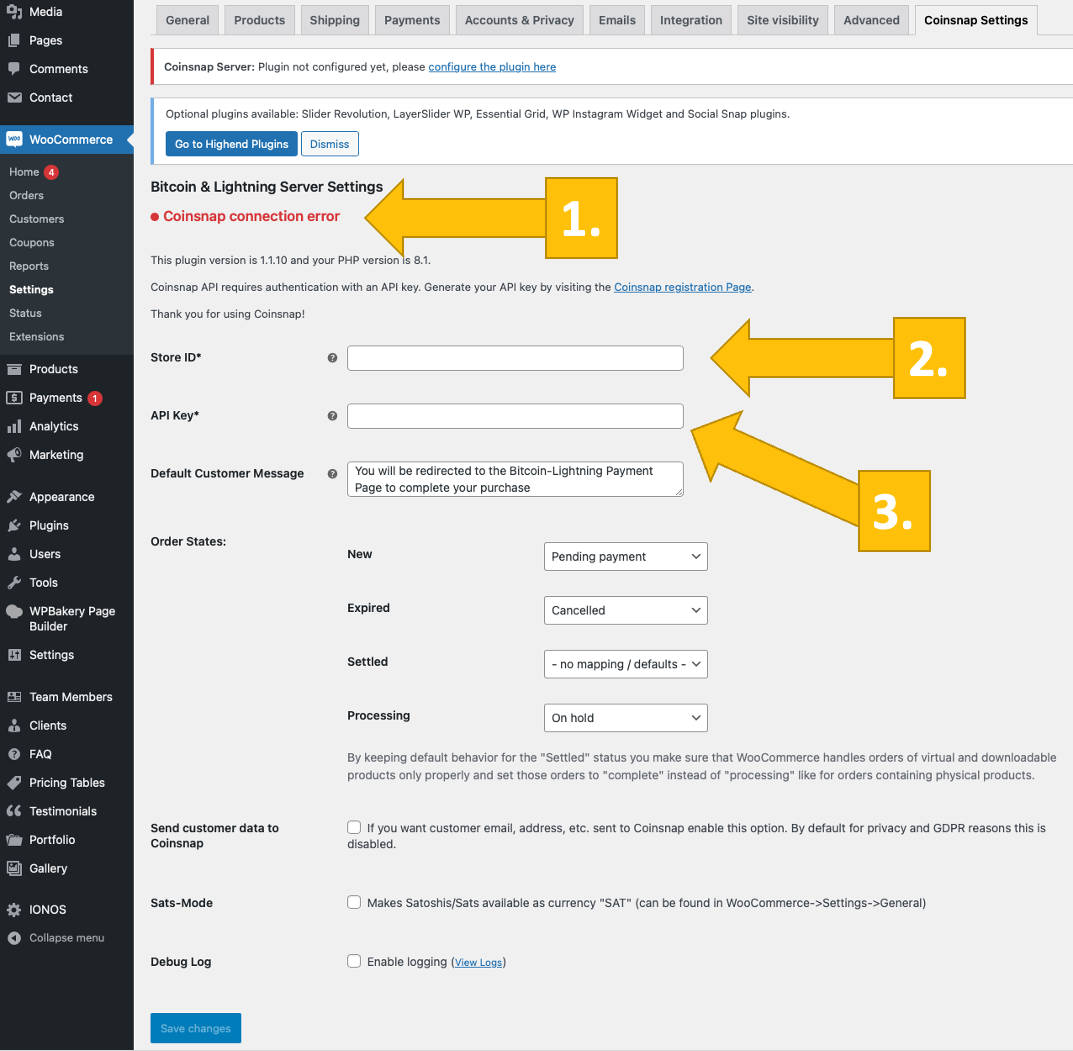 Media
Pages
Comments
Contact
WooCommerce
Home 4
Orders
Customers
Coupons
Reports
Settings
Status
Extensions
Products
Payments 1
Analytics
Marketing
Appearance
Plugins
Users
Tools
WPBakery Page
Builder
Settings
Team Members
Clients
FAQ
Pricing Tables
Testimonials
Portfolio
Gallery
IONOS
Collapse menu
General Products Shipping Payments Accounts & Privacy Emails Integration Site visibility Advanced Coinsnap Settings
Coinsnap Server: Plugin not configured yet, please configure the plugin here
Optional plugins available: Slider Revolution, LayerSlider WP, Essential Grid, WP Instagram Widget and Social Snap plugins.
Go to Highend Plugins Dismiss
Bitcoin & Lightning Server Settings
Coinsnap connection error
1.
This plugin version is 1.1.10 and your PHP version is 8.1.
Coinsnap API requires authentication with an API key. Generate your API key by visiting the Coinsnap registration Page.
Thank you for using Coinsnap!
Store ID* ?
2.
API Key* ?
3.
Default Customer Message ? You will be redirected to the Bitcoin-Lightning Payment
Page to complete your purchase
Order States:
New Pending payment
Expired Cancelled
Settled - no mapping / defaults -
Processing On hold
By keeping default behavior for the "Settled" status you make sure that WooCommerce handles orders of virtual and downloadable
products only properly and set those orders to "complete" instead of "processing" like for orders containing physical products.
Send customer data to
Coinsnap
If you want customer email, address, etc. sent to Coinsnap enable this option. By default for privacy and GDPR reasons this is
disabled.
Sats-Mode Makes Satoshis/Sats available as currency "SAT" (can be found in WooCommerce->Settings->General)
Debug Log Enable logging (View Logs)
Save changes